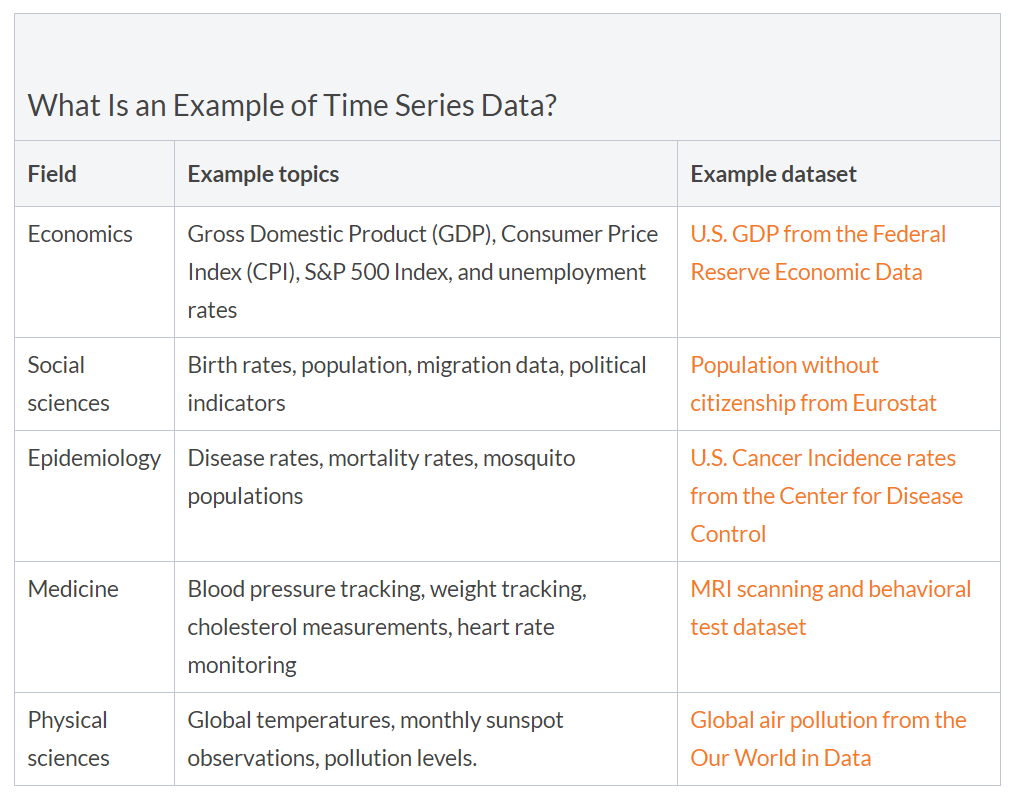 What Is an Example of Time Series Data?
Field
Example topics
Example dataset
Economics
Gross Domestic Product (GDP), Consumer Price
Index (CPI), S&P 500 Index, and unemployment
rates
U.S. GDP from the Federal
Reserve Economic Data
Social
sciences
Birth rates, population, migration data, political
indicators
Population without
citizenship from Eurostat
Epidemiology
Disease rates, mortality rates, mosquito
populations
U.S. Cancer Incidence rates
from the Center for Disease
Control
Medicine
Blood pressure tracking, weight tracking,
cholesterol measurements, heart rate
monitoring
MRI scanning and behavioral
test dataset
Physical
sciences
Global temperatures, monthly sunspot
observations, pollution levels.
Global air pollution from the
Our World in Data